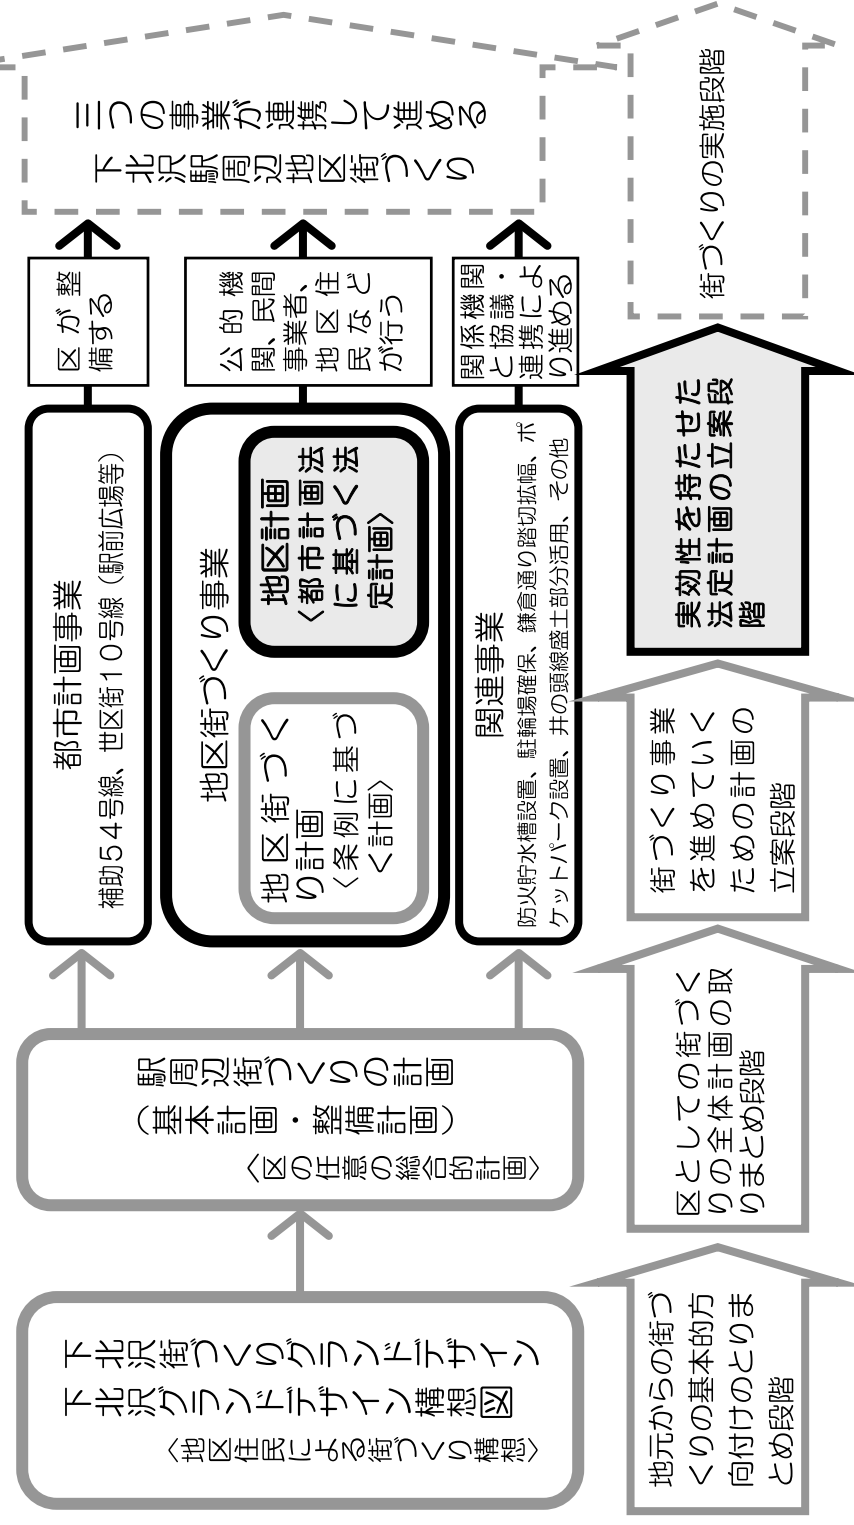 下北沢街づくりグランドデザイン
下北沢グランドデザイン構想図
〈地区住民による街づくり構想〉
駅周辺街づくりの計画
（基本計画・整備計画）
〈区の任意の総合的計画〉
都市計画事業
補助５４号線、世区街１０号線（駅前広場等）
地区街づくり事業
地区街づく
り計画
〈条例に基づ
く計画〉
地区計画
〈都市計画法
に基づく法
定計画〉
関連事業
防火貯水槽設置、駐輪場確保、鎌倉通り踏切拡幅、ポ
ケットパーク設置、井の頭線盛土部分活用、その他
区が整
備する
公的機
関、民間
事業者、
地区住
民など
が行う
関係機関
と協議・
連携によ
り進める
三つの事業が連携して進める
下北沢駅周辺地区街づくり
地元からの街づ
くりの基本的方
向付けのとりま
とめ段階
区としての街づく
りの全体計画の取
りまとめ段階
街づくり事業
を進めていく
ための計画の
立案段階
実効性を持たせた
法定計画の立案段
階
街づくりの実施段階